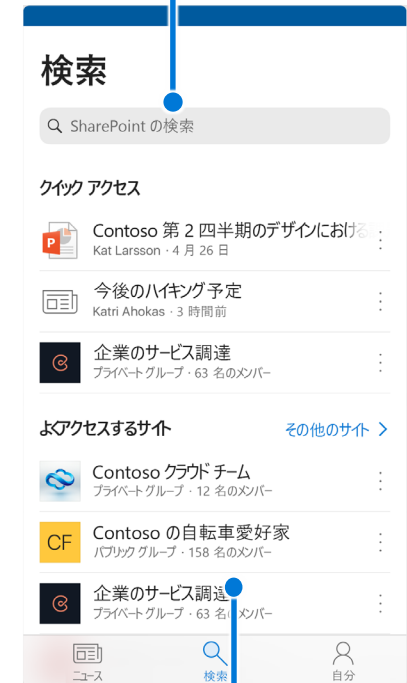 検索
SharePoint の検索
クイック アクセス
P
Contoso 第 2 四半期のデザインにおける
Kat Larsson · 4 月 26 日
今後のハイキング予定
Katri Ahokas · 3 時間前
企業のサービス調達
プライベート グループ · 63 名のメンバー
よくアクセスするサイト
その他のサイト
Contoso クラウド チーム
プライベート グループ · 12 名のメンバー
CF
Contoso の自転車愛好家
パブリック グループ · 158 名のメンバー
企業のサービス調達
プライベート グループ · 63 名のメンバー
ニュース
検索
自分